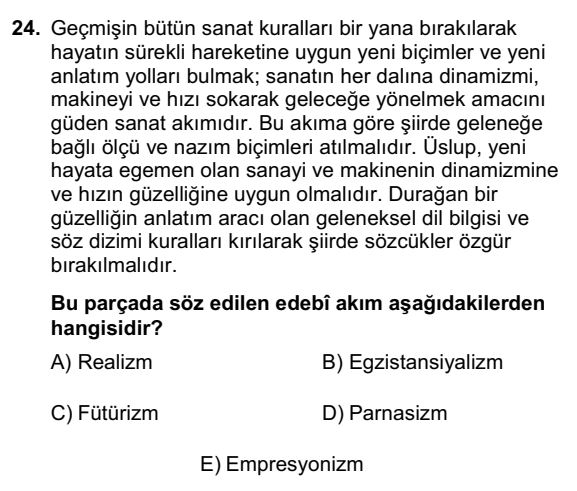 24. Geçmişin bütün sanat kuralları bir yana bırakılarak
hayatın sürekli hareketine uygun yeni biçimler ve yeni
anlatım yolları bulmak; sanatın her dalına dinamizmi,
makineyi ve hızı sokarak geleceğe yönelmek amacını
güden sanat akımıdır. Bu akıma göre şiirde geleneğe
bağlı ölçü ve nazım biçimleri atılmalıdır. Üslup, yeni
hayata egemen olan sanayi ve makinenin dinamizmine
ve hızın güzelliğine uygun olmalıdır. Durağan bir
güzelliğin anlatım aracı olan geleneksel dil bilgisi ve
söz dizimi kuralları kırılarak şiirde sözcükler özgür
bırakılmalıdır.
Bu parçada söz edilen edebî akım aşağıdakilerden
hangisidir?
A) Realizm B) Egzistansiyalizm
C) Fütürizm D) Parnasizm
E) Empresyonizm